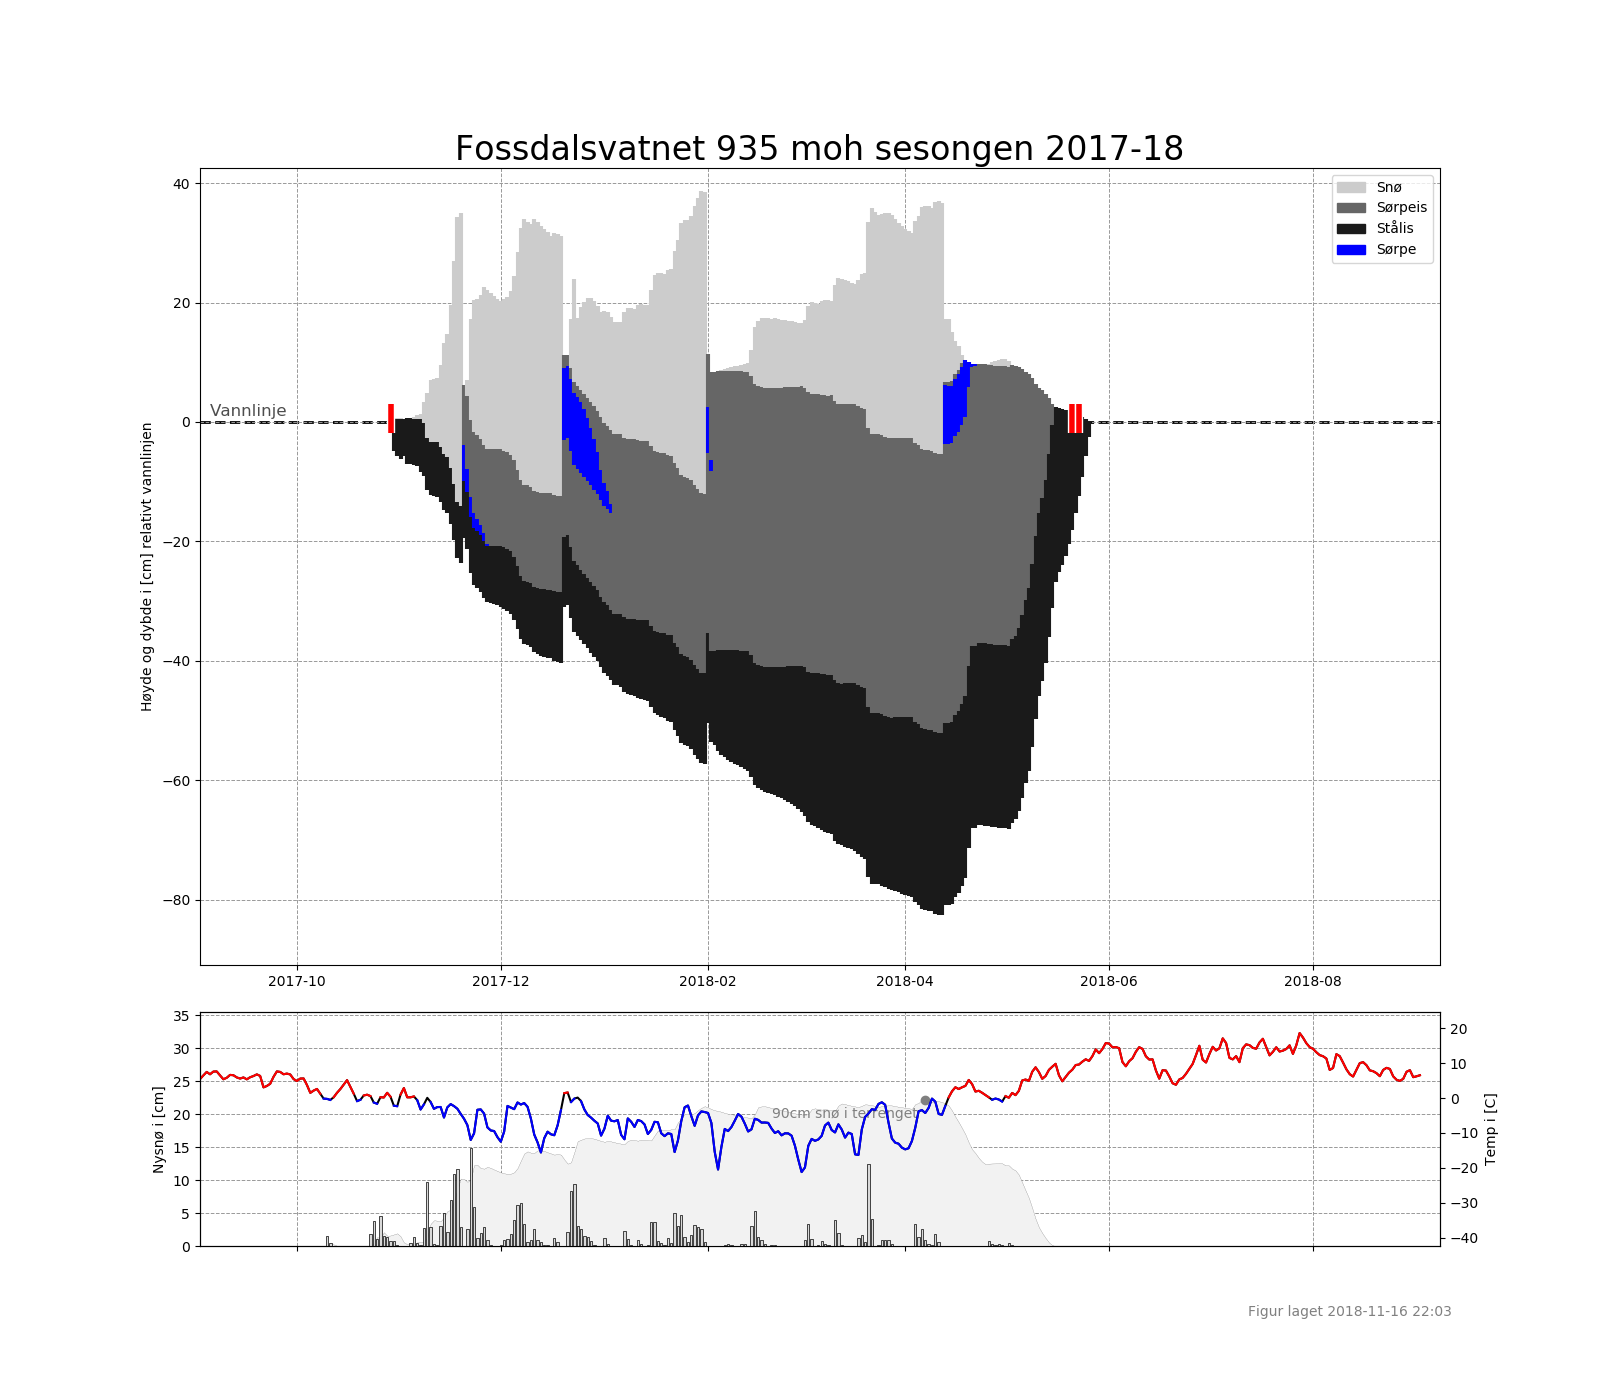 Fossdalsvatnet 935 moh sesongen 2017-18
Høyde og dybde i [cm] relativt vannlinjen
40
20
0
−20
−40
−60
−80
Vannlinje
Snø
Sørpeis
Stålis
Sørpe
2017-10
2017-12
2018-02
2018-04
2018-06
2018-08
Nysnø i [cm]
35
30
25
20
15
10
5
0
90cm snø i terrenget
20
10
0
−10
−20
−30
−40
Temp i [C]
Figur laget 2018-11-16 22:03